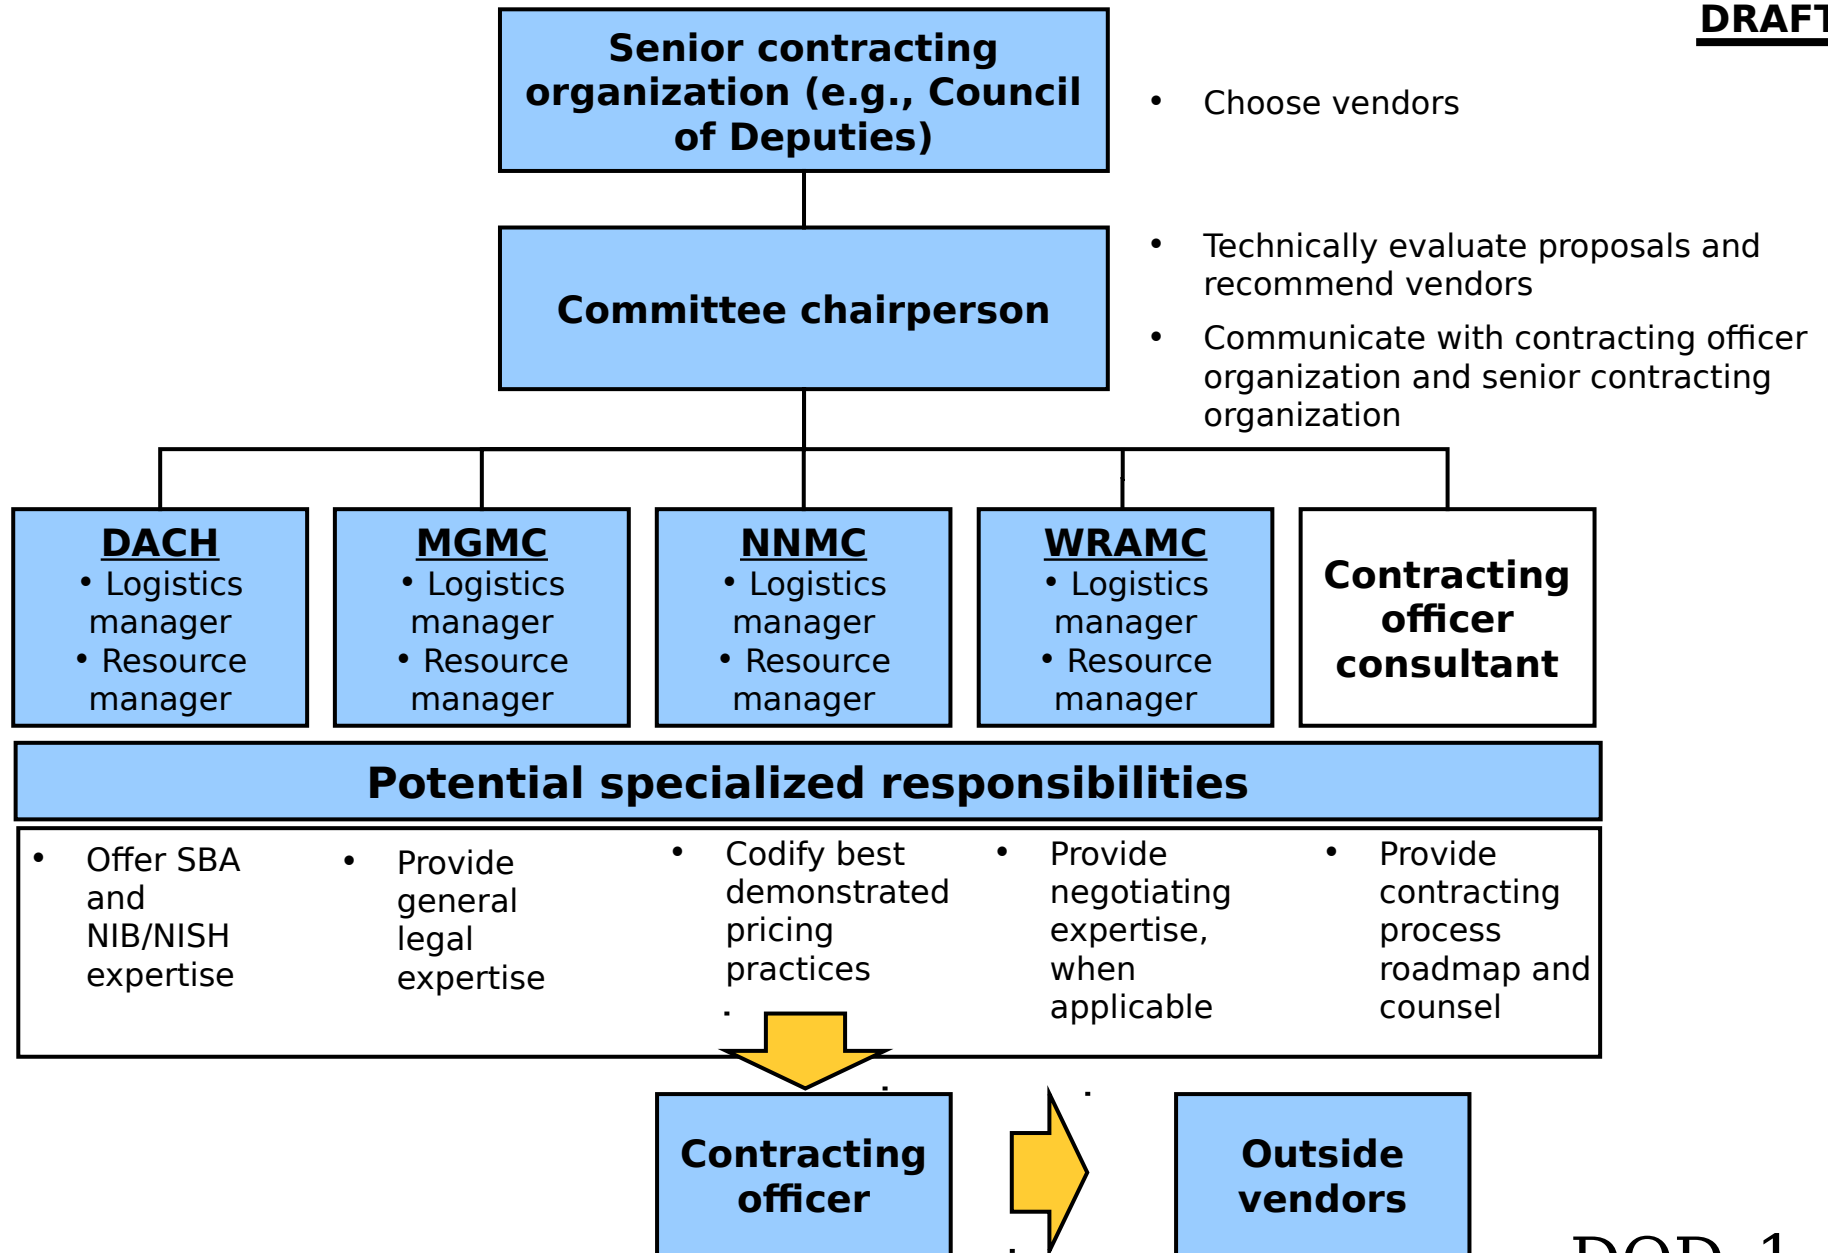 DRAFT
Senior contracting
organization (e.g., Council
of Deputies)
• Choose vendors
Committee chairperson
• Technically evaluate proposals and
recommend vendors
• Communicate with contracting officer
organization and senior contracting
organization
DACH
• Logistics
manager
• Resource
manager
MGMC
• Logistics
manager
• Resource
manager
NNMC
• Logistics
manager
• Resource
manager
WRAMC
• Logistics
manager
• Resource
manager
Contracting
officer
consultant
Potential specialized responsibilities
• Offer SBA
and
NIB/NISH
expertise
• Provide
general
legal
expertise
• Codify best
demonstrated
pricing
practices
• Provide
negotiating
expertise,
when
applicable
• Provide
contracting
process
roadmap and
counsel
Contracting
officer
Outside
vendors
DOD 1